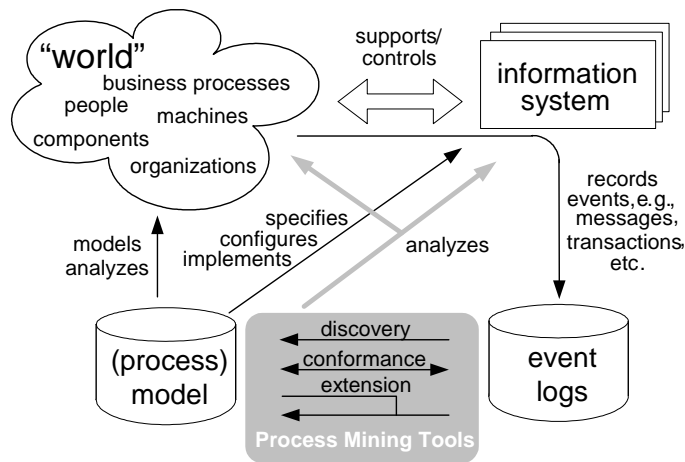 “world”
business processes
people
machines
components
organizations
supports/
controls
information
system
records
events,e.g.,
messages,
transactions,
etc.
models
analyzes
specifies
configures
implements
analyzes
(process)
model
discovery
conformance
extension
Process Mining Tools
event
logs